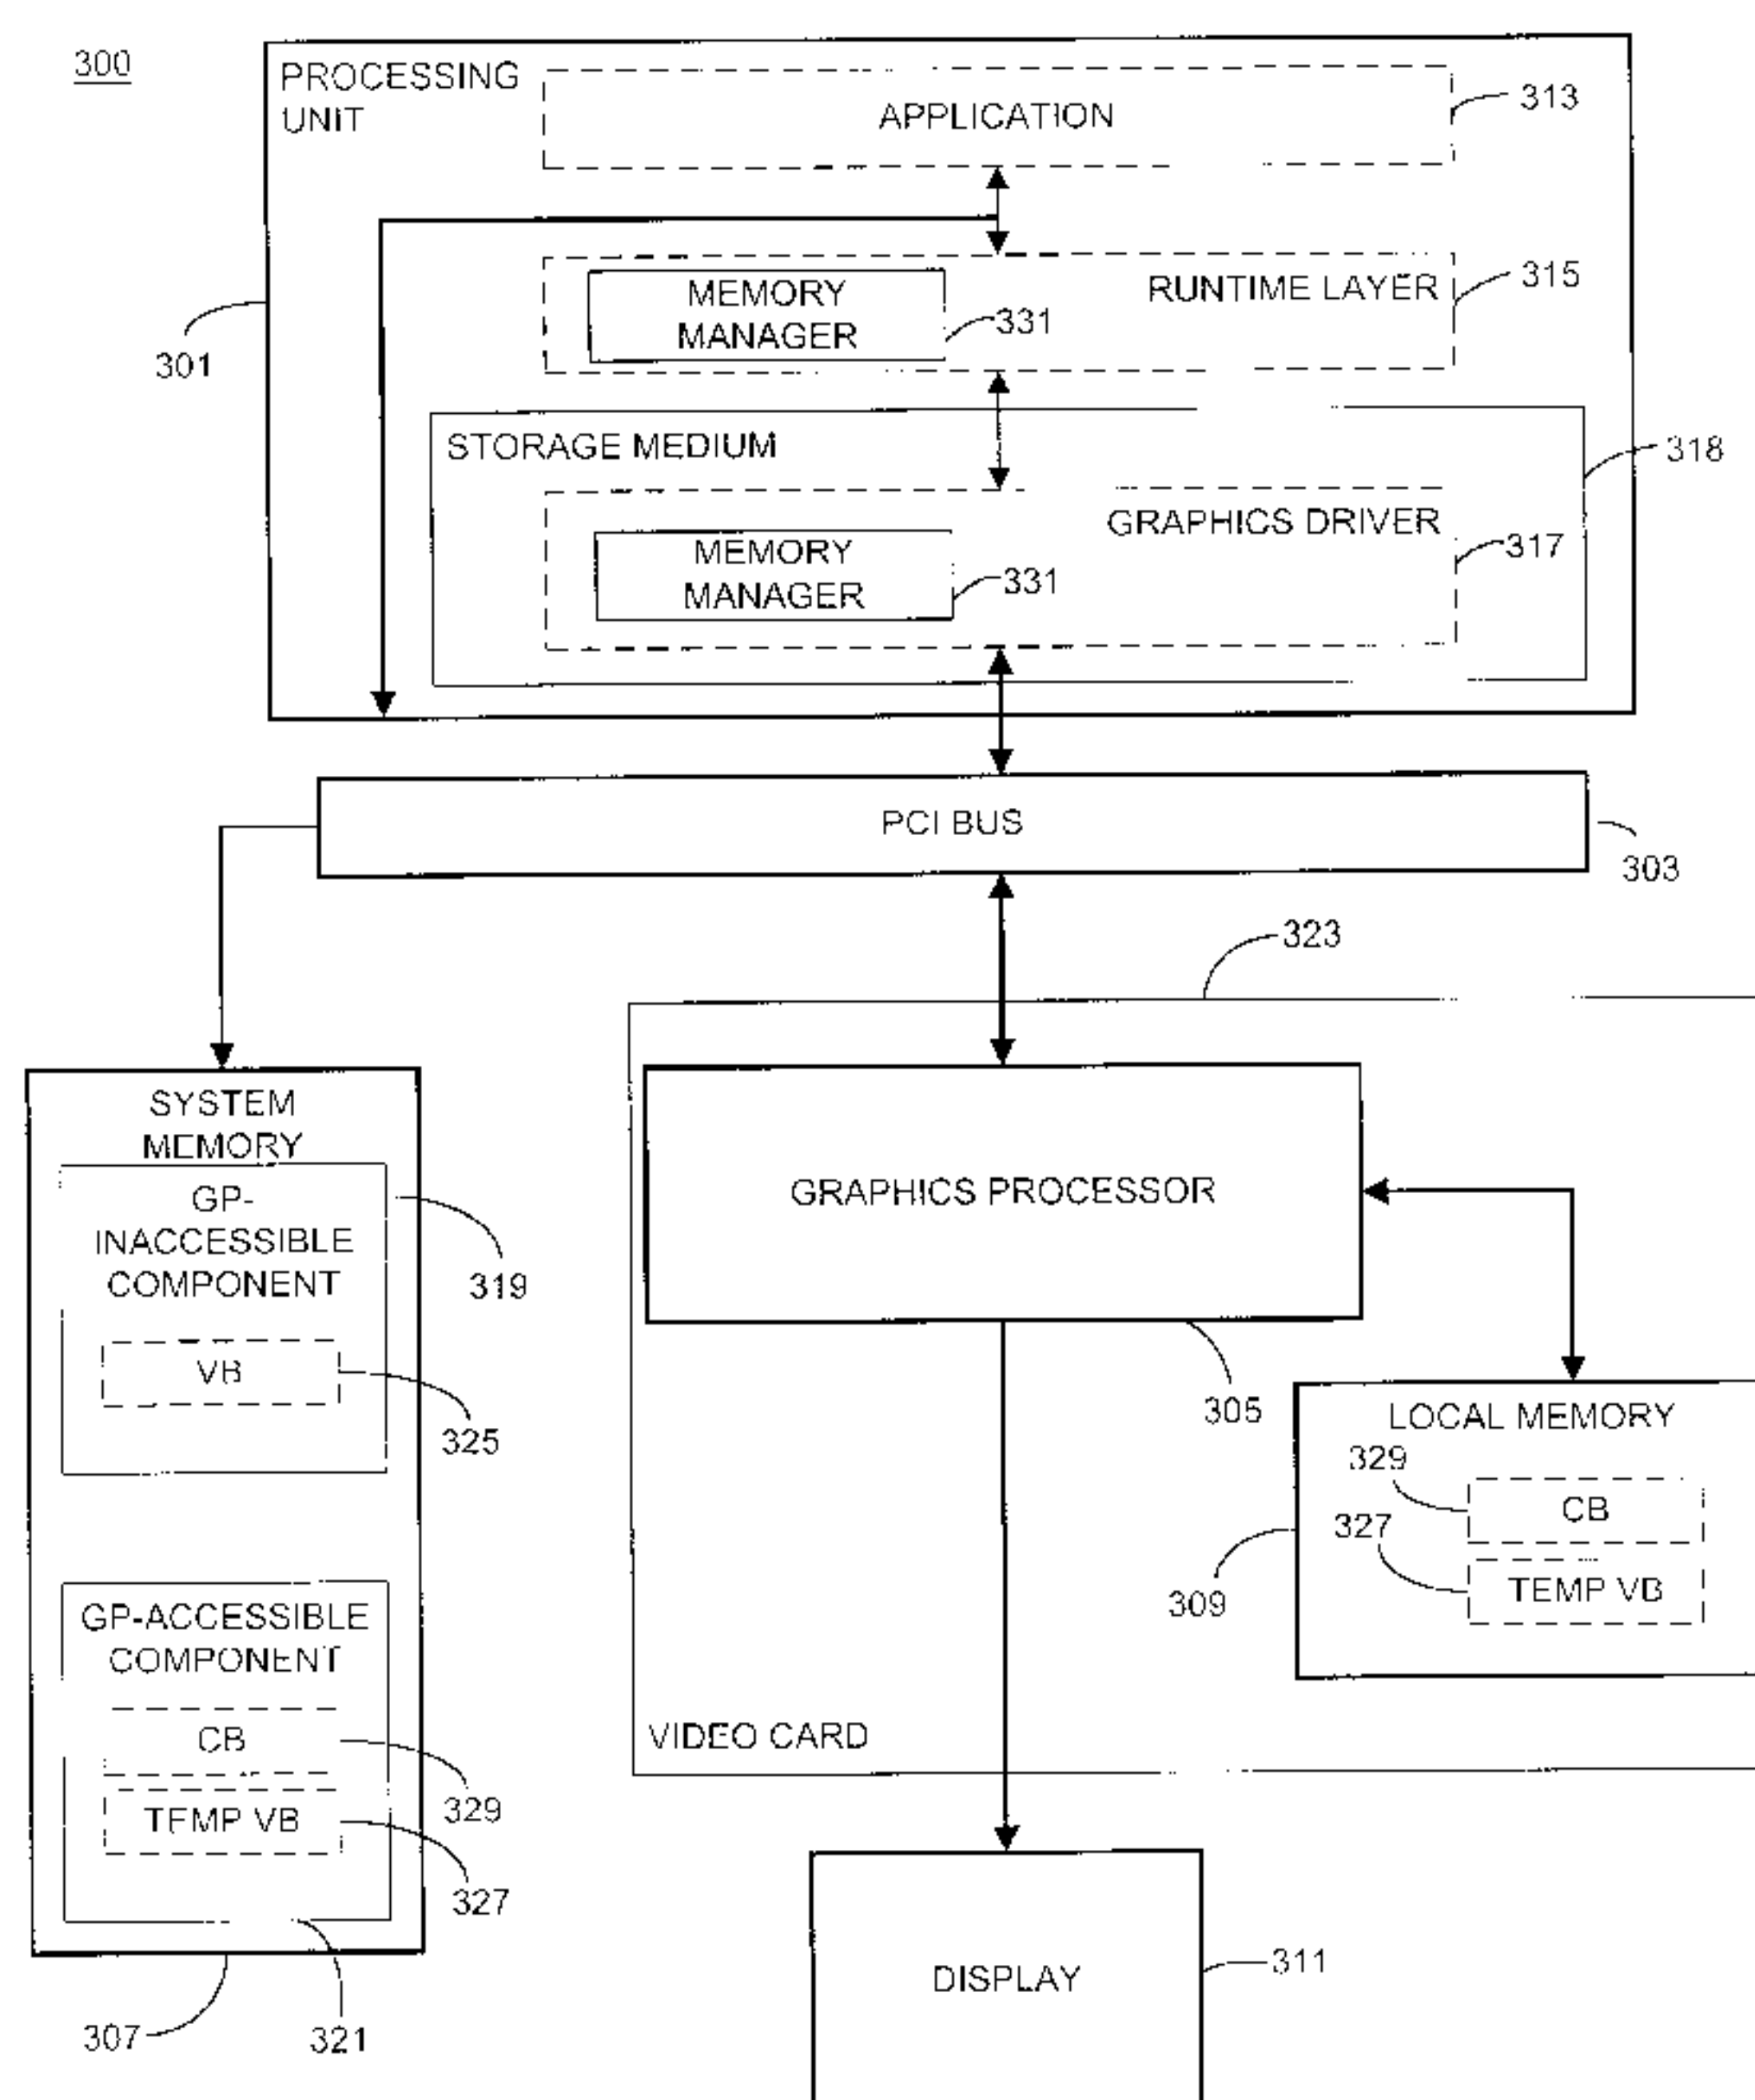 300
PROCESSING
UNIT
APPLICATION
313
MEMORY
MANAGER
331
RUNTIME LAYER
315
301
STORAGE MEDIUM
318
GRAPHICS DRIVER
317
MEMORY
MANAGER
331
PCI BUS
303
323
SYSTEM
MEMORY
GP-
INACCESSIBLE
COMPONENT
319
VB
325
GRAPHICS PROCESSOR
305
LOCAL MEMORY
329
CB
327
TEMP VB
309
GP-ACCESSIBLE
COMPONENT
CB
329
TEMP VB
327
VIDEO CARD
307
321
DISPLAY
311